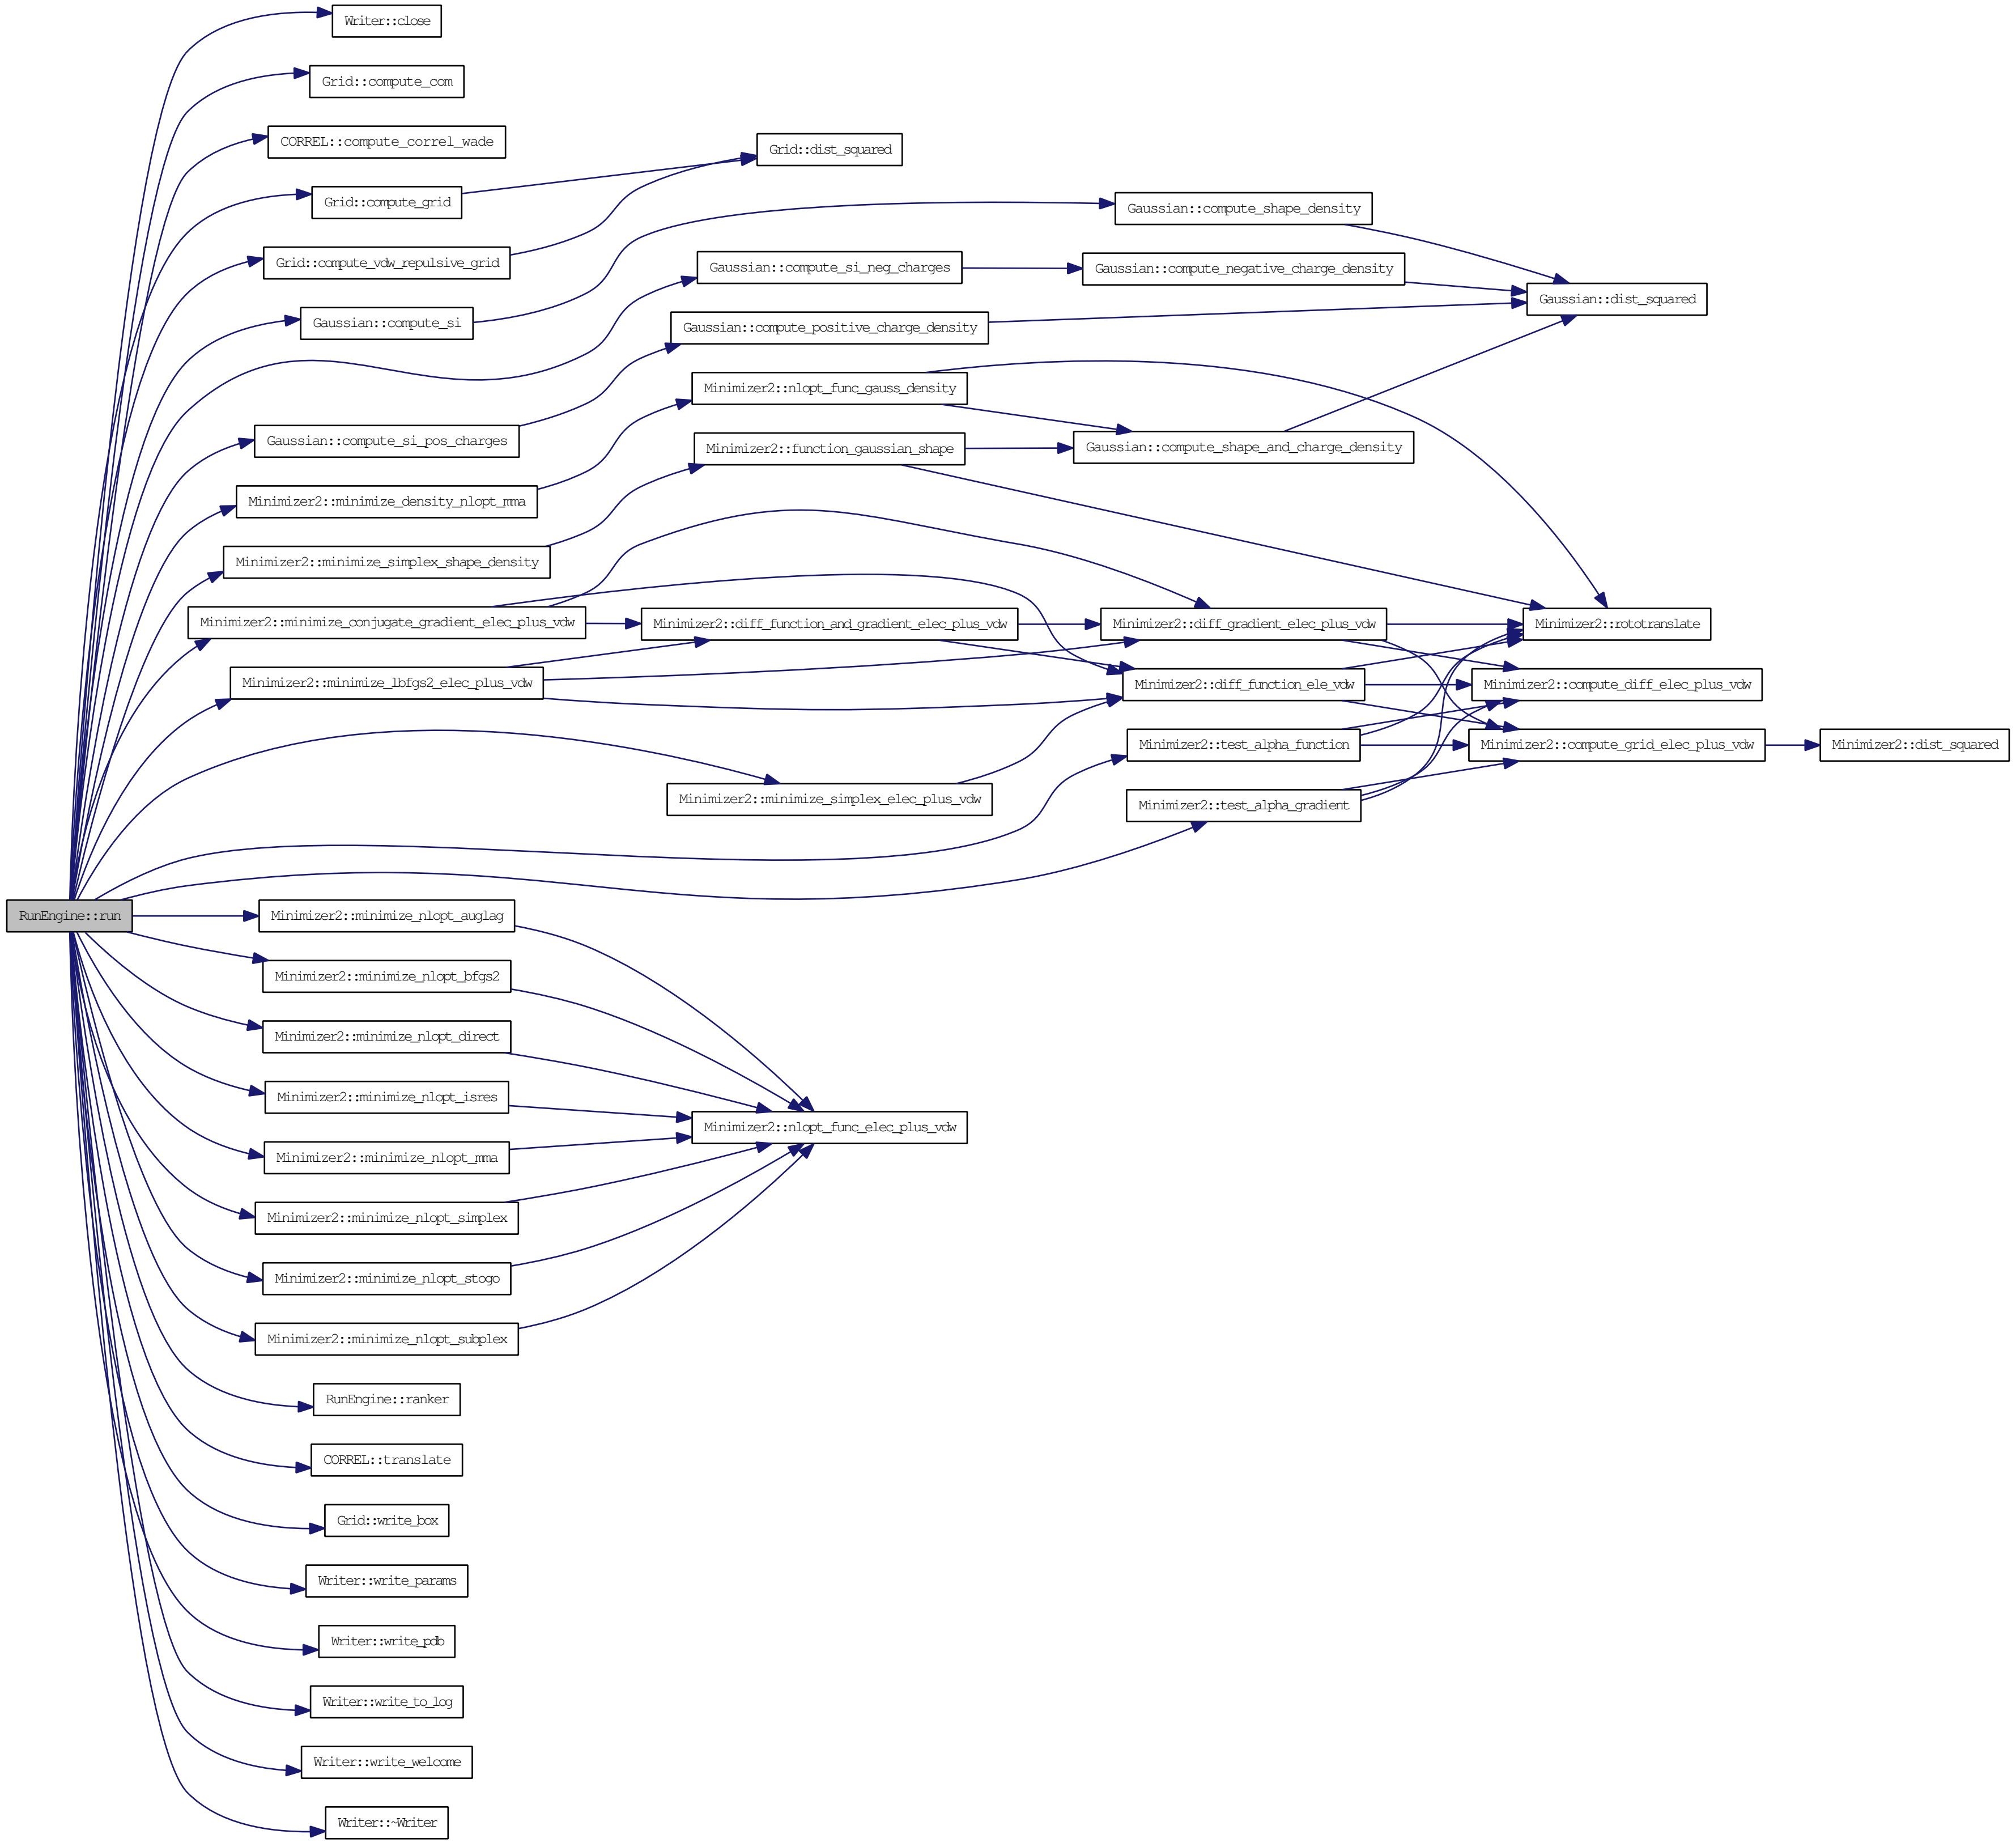 Writer::close
Grid::compute_com
CORREL::compute_correl_wade
Grid::dist_squared
Grid::compute_grid
Gaussian::compute_shape_density
Grid::compute_vdw_repulsive_grid
Gaussian::compute_si_neg_charges
Gaussian::compute_negative_charge_density
Gaussian::dist_squared
Gaussian::compute_si
Gaussian::compute_positive_charge_density
Minimizer2::nlopt_func_gauss_density
Gaussian::compute_si_pos_charges
Minimizer2::function_gaussian_shape
Gaussian::compute_shape_and_charge_density
Minimizer2::minimize_density_nlopt_mma
Minimizer2::minimize_simplex_shape_density
Minimizer2::minimize_conjugate_gradient_elec_plus_vdw
Minimizer2::diff_function_and_gradient_elec_plus_vdw
Minimizer2::diff_gradient_elec_plus_vdw
Minimizer2::rototranslate
Minimizer2::minimize_lbfgs2_elec_plus_vdw
Minimizer2::diff_function_ele_vdw
Minimizer2::compute_diff_elec_plus_vdw
Minimizer2::test_alpha_function
Minimizer2::compute_grid_elec_plus_vdw
Minimizer2::dist_squared
Minimizer2::minimize_simplex_elec_plus_vdw
Minimizer2::test_alpha_gradient
RunEngine::run
Minimizer2::minimize_nlopt_auglag
Minimizer2::minimize_nlopt_bfgs2
Minimizer2::minimize_nlopt_direct
Minimizer2::minimize_nlopt_isres
Minimizer2::nlopt_func_elec_plus_vdw
Minimizer2::minimize_nlopt_mma
Minimizer2::minimize_nlopt_simplex
Minimizer2::minimize_nlopt_stogo
Minimizer2::minimize_nlopt_subplex
RunEngine::ranker
CORREL::translate
Grid::write_box
Writer::write_params
Writer::write_pdb
Writer::write_to_log
Writer::write_welcome
Writer::~Writer